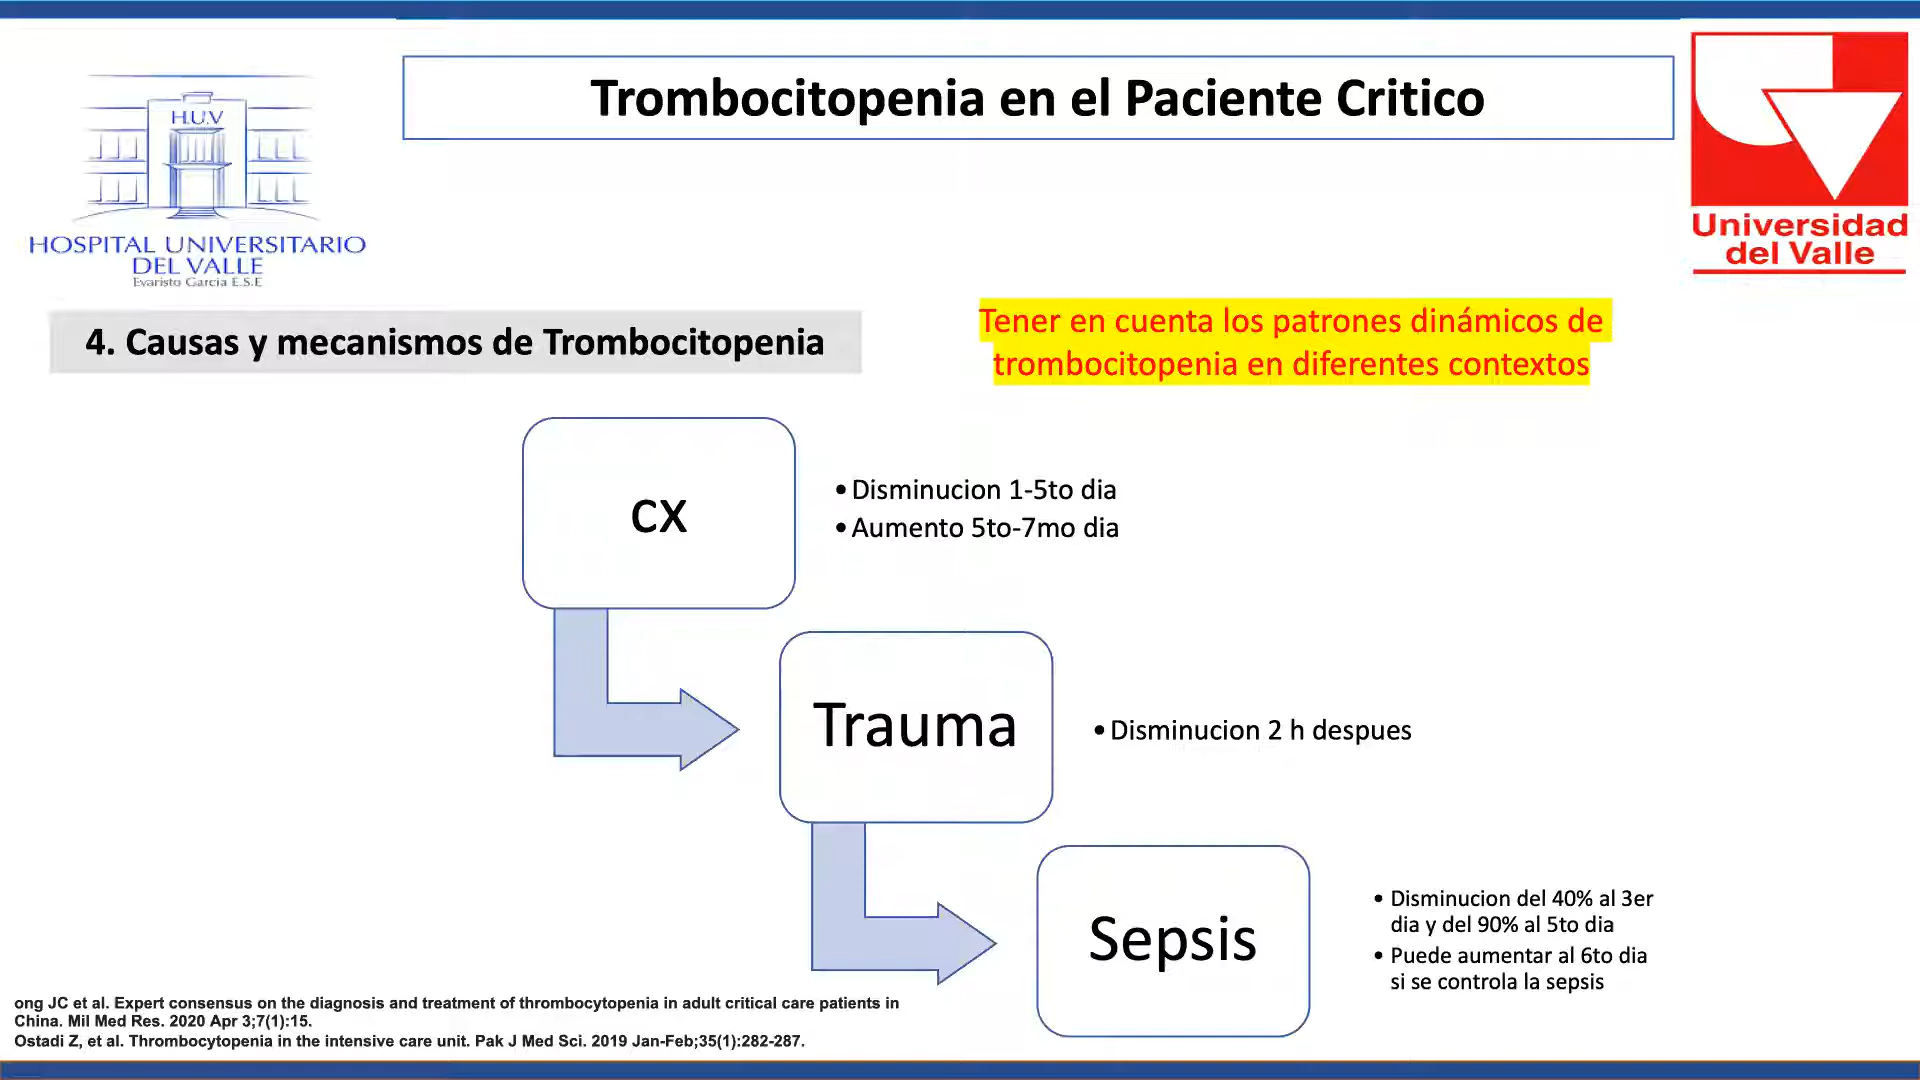 Trombocitopenia en el Paciente Critico
H.U.V
HOSPITAL UNIVERSITARIO
DEL VALLE
Evaristo Garcia E.S.E
Universidad
del Valle
4. Causas y mecanismos de Trombocitopenia
Tener en cuenta los patrones dinámicos de
trombocitopenia en diferentes contextos
CX
•Disminucion 1-5to dia
•Aumento 5to-7mo dia
Trauma
•Disminucion 2 h despues
Sepsis
• Disminucion del 40% al 3er
dia y del 90% al 5to dia
• Puede aumentar al 6to dia
si se controla la sepsis
ong JC et al. Expert consensus on the diagnosis and treatment of thrombocytopenia in adult critical care patients in
China. Mil Med Res. 2020 Apr 3;7(1):15.
Ostadi Z, et al. Thrombocytopenia in the intensive care unit. Pak J Med Sci. 2019 Jan-Feb;35(1):282-287.